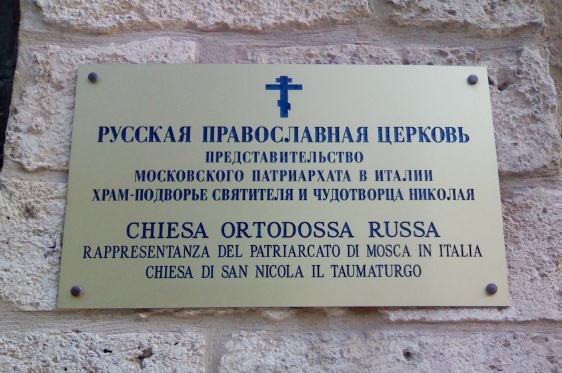 РУССКАЯ ПРАВОСЛАВНАЯ ЦЕРКОВЬ
ПРЕДСТАВИТЕЛЬСТВО
МОСКОВСКОГО ПАТРИАРХАТА В ИТАЛИИ
ХРАМ-ПОДВОРЬЕ СВЯТИТЕЛЯ И ЧУДОТВОРЦА НИКОЛАЯ
CHIESA ORTODOSSA RUSSA
RAPPRESENTANZA DEL PATRIARCATO DI MOSCA IN ITALIA
CHIESA DI SAN NICOLA IL TAUMATURGO